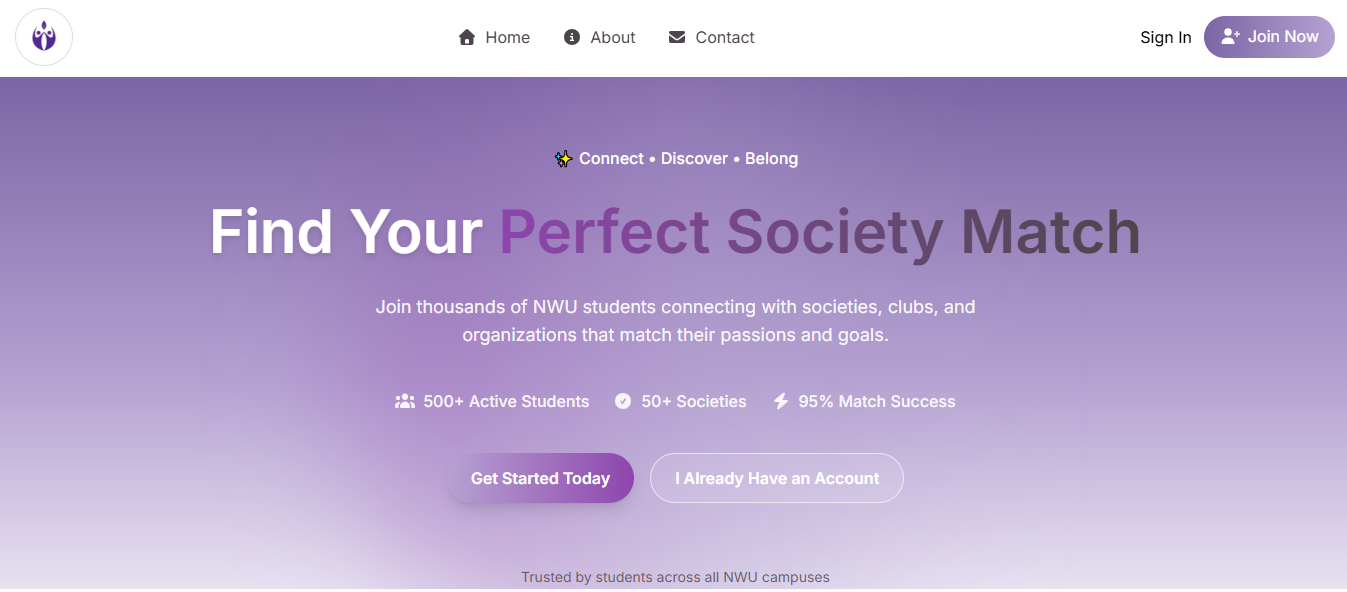 Home
About
Contact
Sign In
Join Now
✨ Connect • Discover • Belong
Find Your Perfect Society Match
Join thousands of NWU students connecting with societies, clubs, and
organizations that match their passions and goals.
500+ Active Students
50+ Societies
95% Match Success
Get Started Today
I Already Have an Account
Trusted by students across all NWU campuses